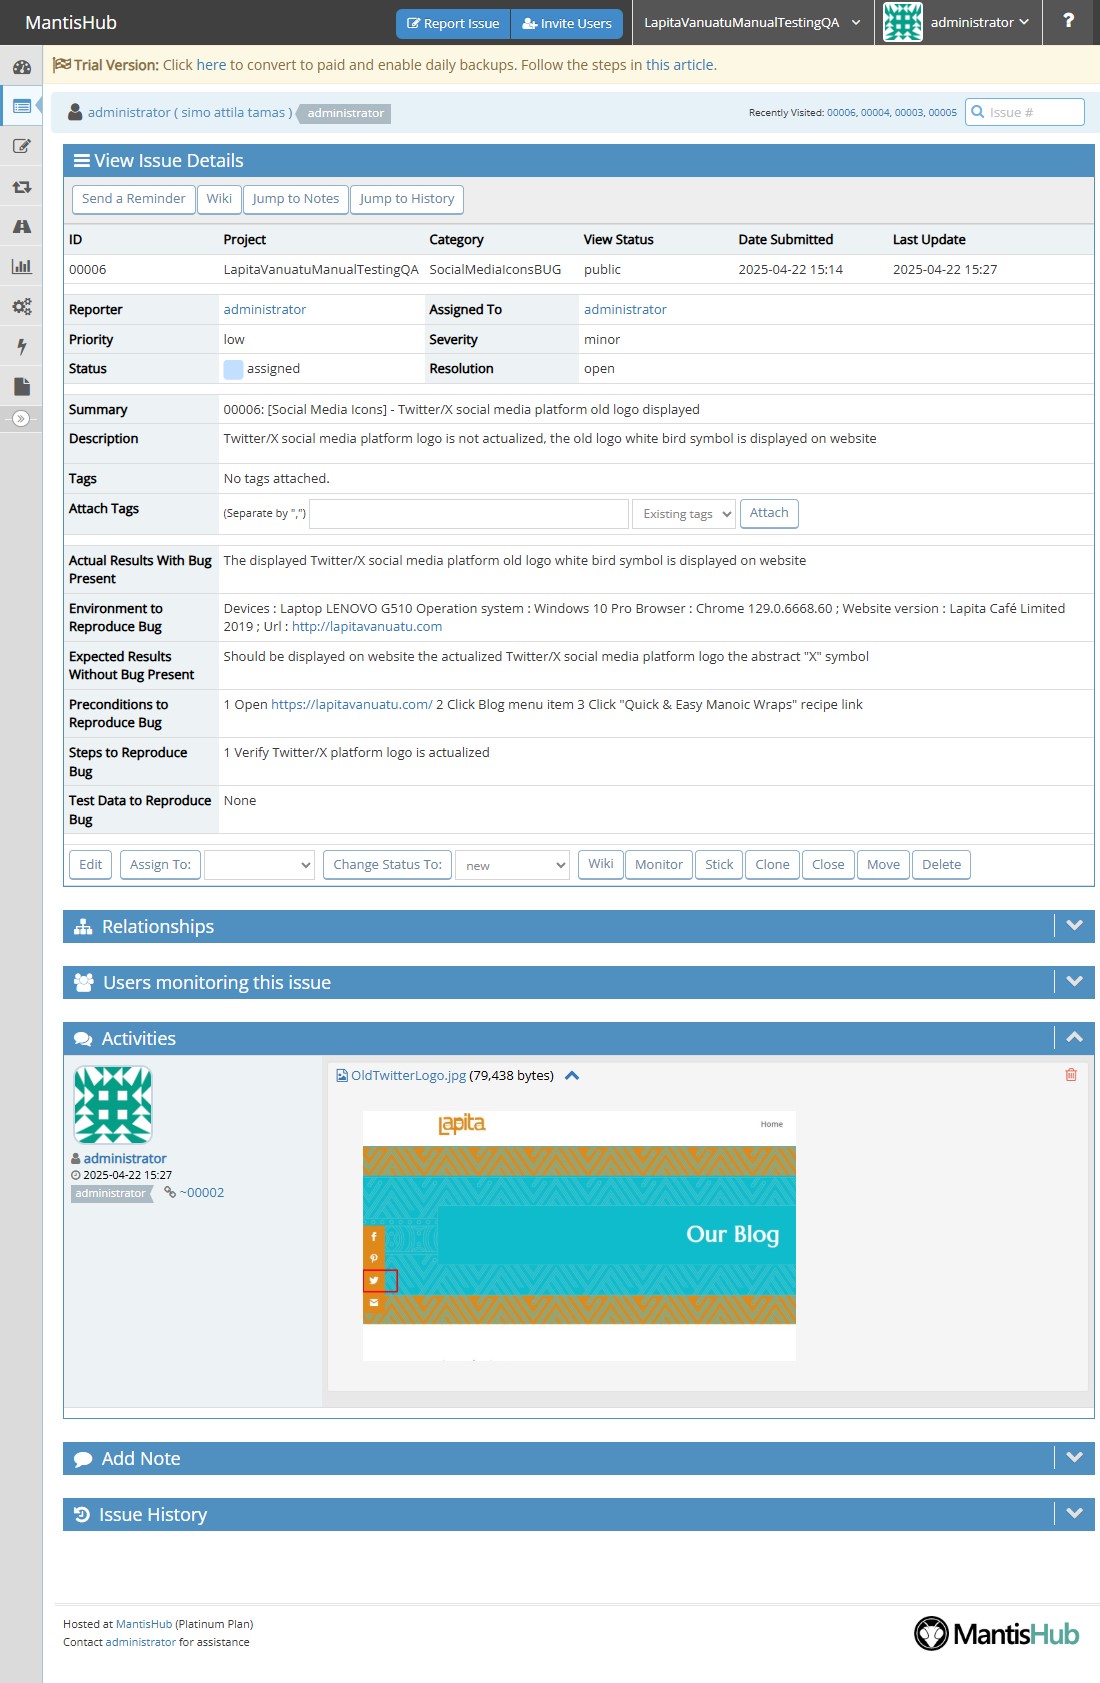 MantisHub
Report Issue
Invite Users
LapitaVanuatuManualTestingQA
administrator
?
Trial Version: Click here to convert to paid and enable daily backups. Follow the steps in this article.
administrator ( simo attila tamas )
administrator
Recently Visited: 00006, 00004, 00003, 00005
Issue #
View Issue Details
Send a Reminder
Wiki
Jump to Notes
Jump to History
ID Project Category View Status Date Submitted Last Update
00006 LapitaVanuatuManualTestingQA SocialMediaIconsBUG public 2025-04-22 15:14 2025-04-22 15:27
Reporter administrator Assigned To administrator
Priority low Severity minor
Status assigned Resolution open
Summary 00006: [Social Media Icons] - Twitter/X social media platform old logo displayed
Description Twitter/X social media platform logo is not actualized, the old logo white bird symbol is displayed on website
Tags No tags attached.
Attach Tags (Separate by ",") Existing tags Attach
Actual Results With Bug Present The displayed Twitter/X social media platform old logo white bird symbol is displayed on website
Environment to Reproduce Bug Devices : Laptop LENOVO G510 Operation system : Windows 10 Pro Browser : Chrome 129.0.6668.60 ; Website version : Lapita Café Limited
2019 ; Url : http://lapitavanuatu.com
Expected Results Without Bug Present Should be displayed on website the actualized Twitter/X social media platform logo the abstract "X" symbol
Preconditions to Reproduce Bug 1 Open https://lapitavanuatu.com/ 2 Click Blog menu item 3 Click "Quick & Easy Manoic Wraps" recipe link
Steps to Reproduce Bug 1 Verify Twitter/X platform logo is actualized
Test Data to Reproduce Bug None
Edit Assign To: Change Status To: new Wiki Monitor Stick Clone Close Move Delete
Relationships
Users monitoring this issue
Activities
OldTwitterLogo.jpg (79,438 bytes)
administrator
2025-04-22 15:27
administrator ~00002
lapita
Home
Our Blog
Add Note
Issue History
Hosted at MantisHub (Platinum Plan)
Contact administrator for assistance
MantisHub